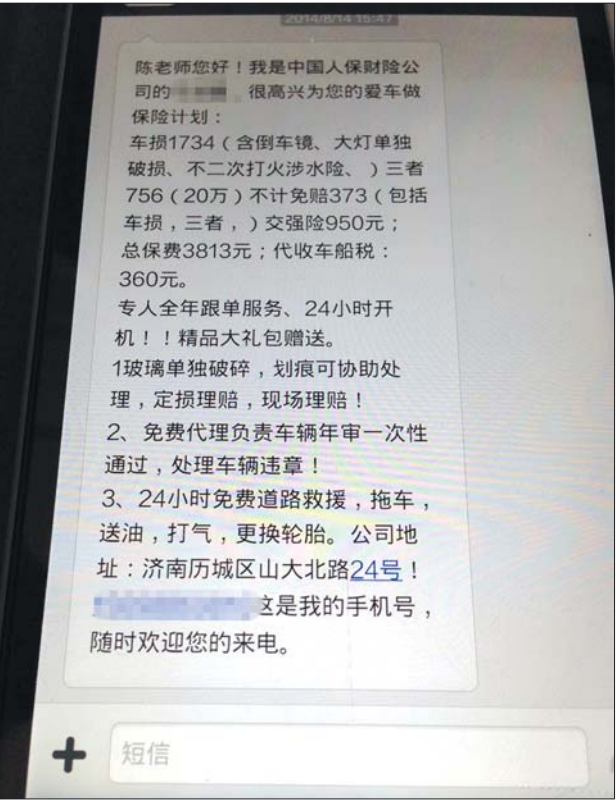 2014/8/14 15:47
陈老师您好！我是中国人保财险公
司的 ，很高兴为您的爱车做
保险计划：
车损1734（含倒车镜、大灯单独
破损、不二次打火涉水险、）三者
756（20万）不计免赔373（包括
车损，三者，）交强险950元；
总保费3813元；代收车船税：
360元。
专人全年跟单服务、24小时开
机！！精品大礼包赠送。
1玻璃单独破碎，划痕可协助处
理，定损理赔，现场理赔！
2、免费代理负责车辆年审一次性
通过，处理车辆违章！
3、24小时免费道路救援，拖车，
送油，打气，更换轮胎。公司地
址：济南历城区山大北路24号！
这是我的手机号，
随时欢迎您的来电。
短信